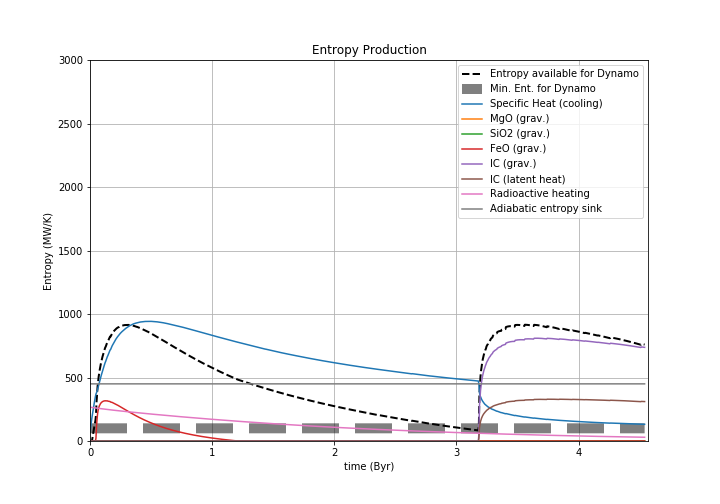 Entropy Production
3000
2500
2000
1500
1000
500
0
Entropy (MW/K)
0
1
2
3
4
time (Byr)
Entropy available for Dynamo
Min. Ent. for Dynamo
Specific Heat (cooling)
MgO (grav.)
SiO2 (grav.)
FeO (grav.)
IC (grav.)
IC (latent heat)
Radioactive heating
Adiabatic entropy sink